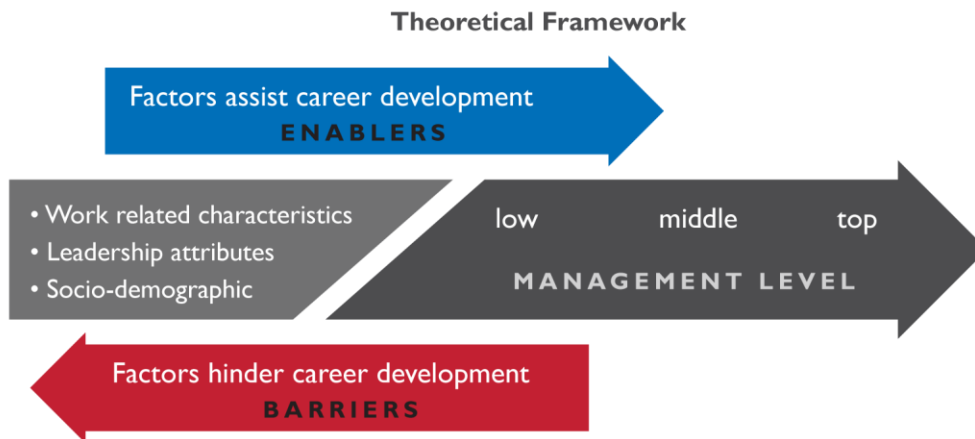 Theoretical Framework
Factors assist career development
ENABLERS
• Work related characteristics
• Leadership attributes
• Socio-demographic
low middle top
MANAGEMENT LEVEL
Factors hinder career development
BARRIERS